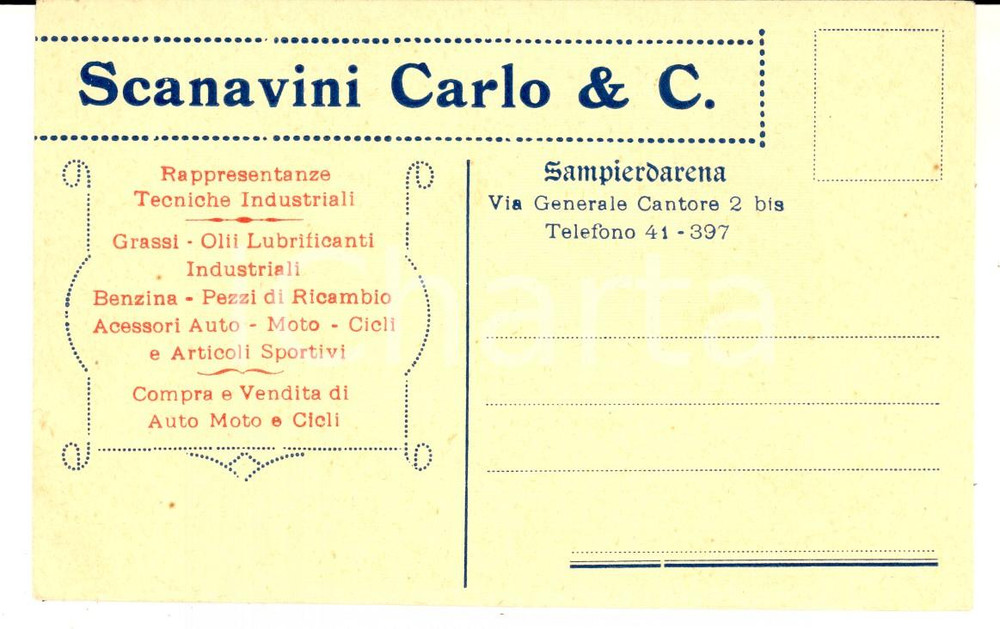 Scanavini Carlo & C.
Rappresentanze
Tecniche Industriali
Grassi - Olii Lubrificanti
Industriali
Benzina - Pezzi di Ricambio
Acessori Auto - Moto - Cicli
e Articoli Sportivi
Compra e Vendita di
Auto Moto e Cicli
Sampierdarena
Via Generale Cantore 2 bis
Telefono 41 - 397